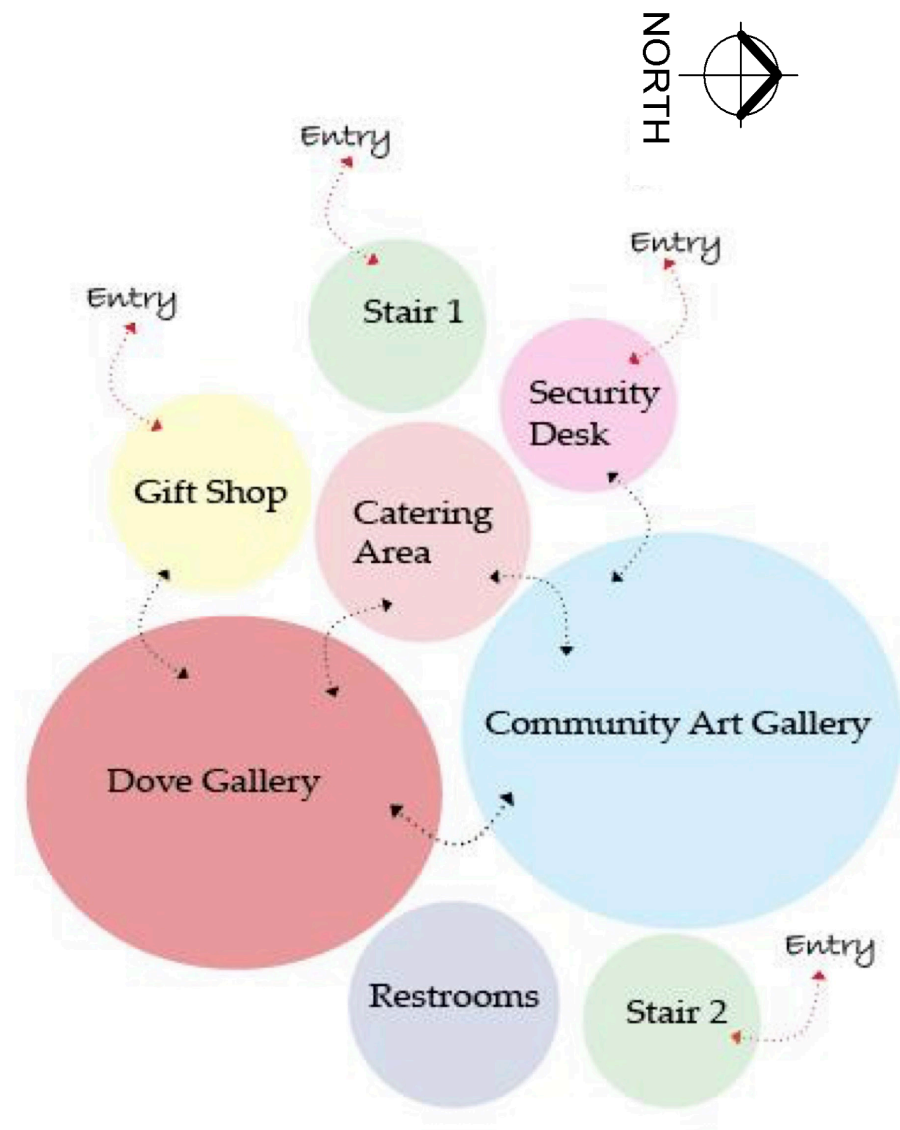 NORTH
Entry
Entry
Entry
Stair 1
Security
Desk
Gift Shop
Catering
Area
Community Art Gallery
Dove Gallery
Entry
Restrooms
Stair 2